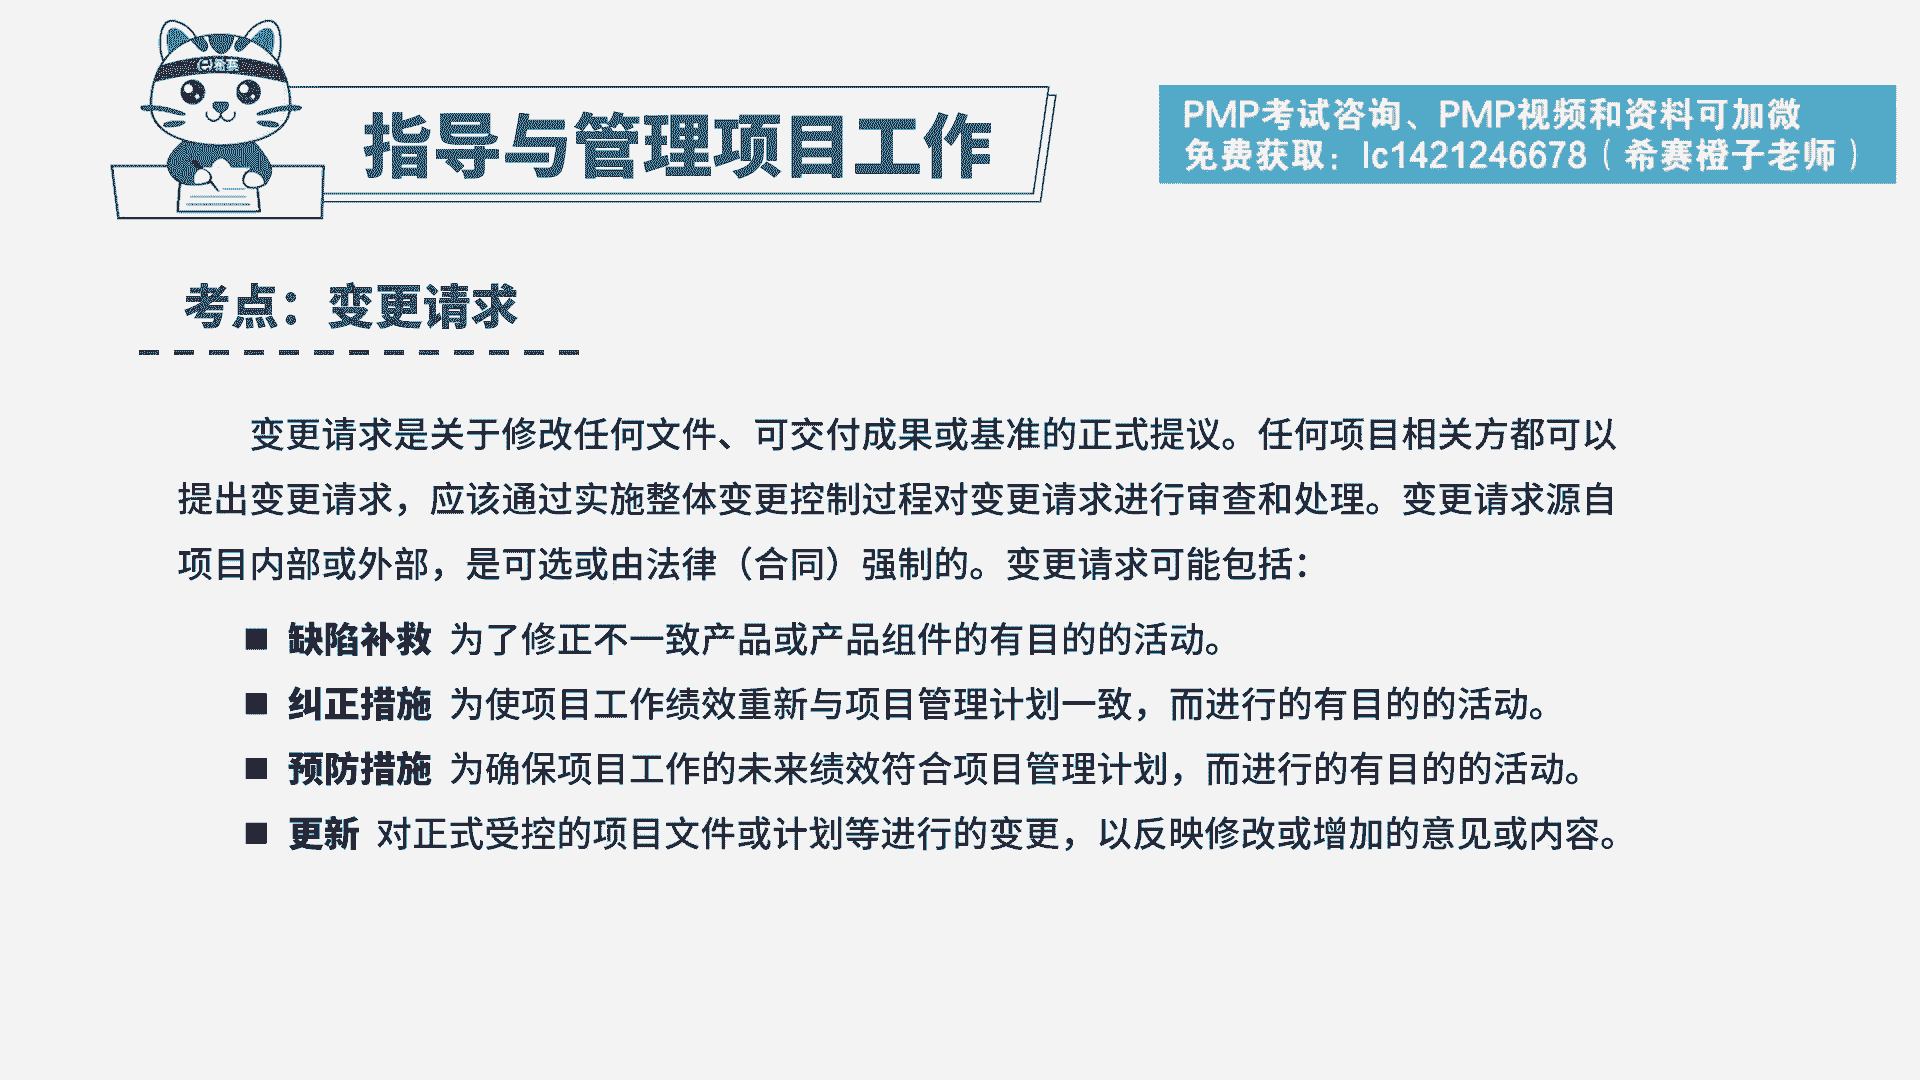 希赛
指导与管理项目工作
PMP考试咨询、PMP视频和资料可加微
免费获取：lc1421246678（希赛橙子老师）
考点：变更请求
变更请求是关于修改任何文件、可交付成果或基准的正式提议。任何项目相关方都可以
提出变更请求，应该通过实施整体变更控制过程对变更请求进行审查和处理。变更请求源自
项目内部或外部，是可选或由法律（合同）强制的。变更请求可能包括：
■ 缺陷补救 为了修正不一致产品或产品组件的有目的的活动。
■ 纠正措施 为使项目工作绩效重新与项目管理计划一致，而进行的有目的的活动。
■ 预防措施 为确保项目工作的未来绩效符合项目管理计划，而进行的有目的的活动。
■ 更新 对正式受控的项目文件或计划等进行的变更，以反映修改或增加的意见或内容。